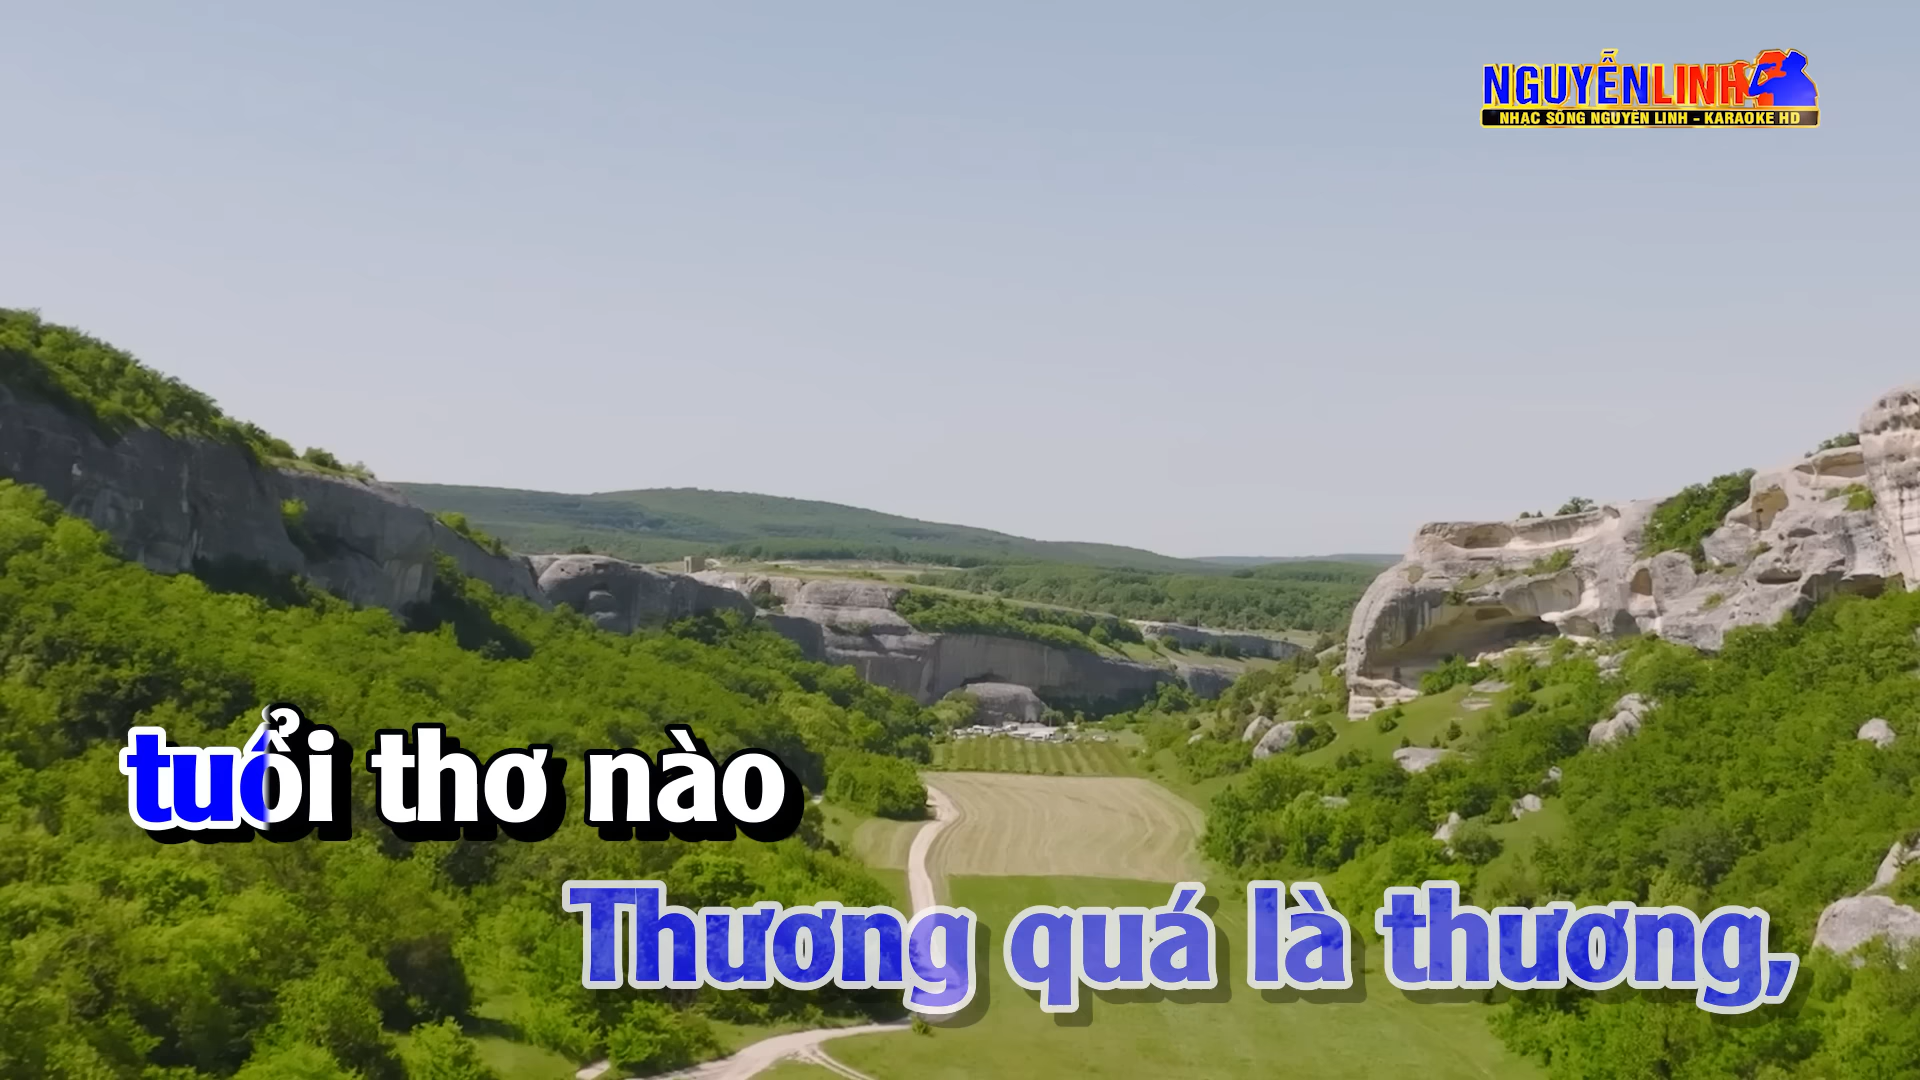 NGUYỄNLINH
NHẠC SỐNG NGUYỄN LINH - KARAOKE HD
tuổi thơ nào
Thương quá là thương,